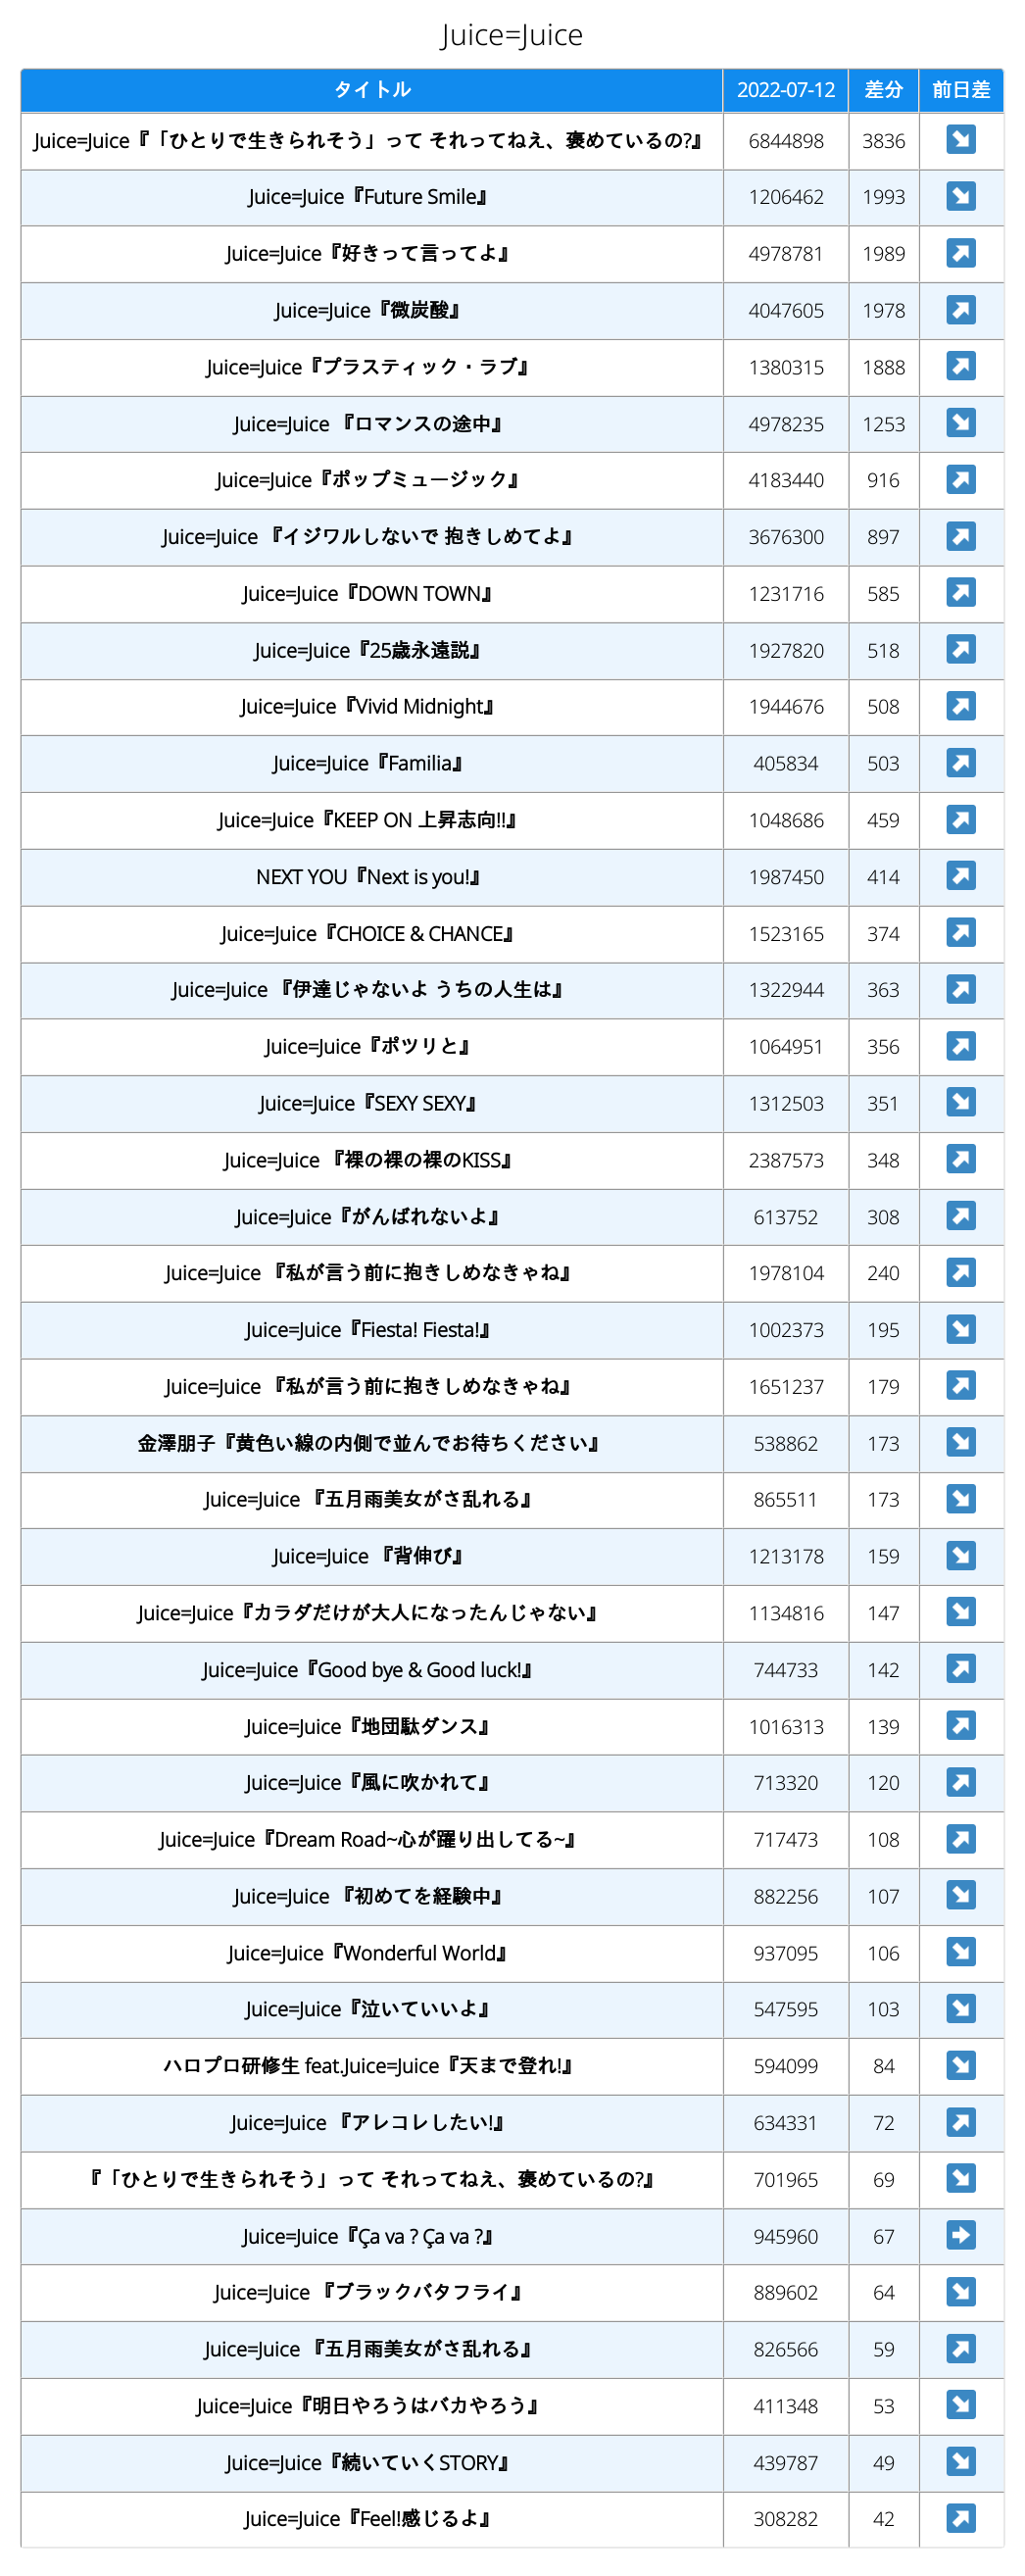 Juice=Juice
タイトル 2022-07-12 差分 前日差
Juice=Juice『「ひとりで生きられそう」って それってねえ、褒めているの?』 6844898 3836 ↘
Juice=Juice『Future Smile』 1206462 1993 ↘
Juice=Juice『好きって言ってよ』 4978781 1989 ↗
Juice=Juice『微炭酸』 4047605 1978 ↗
Juice=Juice『プラスティック・ラブ』 1380315 1888 ↗
Juice=Juice 『ロマンスの途中』 4978235 1253 ↘
Juice=Juice『ポップミュージック』 4183440 916 ↗
Juice=Juice 『イジワルしないで 抱きしめてよ』 3676300 897 ↗
Juice=Juice『DOWN TOWN』 1231716 585 ↗
Juice=Juice『25歳永遠説』 1927820 518 ↗
Juice=Juice『Vivid Midnight』 1944676 508 ↗
Juice=Juice『Familia』 405834 503 ↗
Juice=Juice『KEEP ON 上昇志向!!』 1048686 459 ↗
NEXT YOU『Next is you!』 1987450 414 ↗
Juice=Juice『CHOICE & CHANCE』 1523165 374 ↗
Juice=Juice 『伊達じゃないよ うちの人生は』 1322944 363 ↗
Juice=Juice『ポツリと』 1064951 356 ↗
Juice=Juice『SEXY SEXY』 1312503 351 ↘
Juice=Juice 『裸の裸の裸のKISS』 2387573 348 ↗
Juice=Juice『がんばれないよ』 613752 308 ↗
Juice=Juice 『私が言う前に抱きしめなきゃね』 1978104 240 ↗
Juice=Juice『Fiesta! Fiesta!』 1002373 195 ↘
Juice=Juice 『私が言う前に抱きしめなきゃね』 1651237 179 ↗
金澤朋子『黄色い線の内側で並んでお待ちください』 538862 173 ↘
Juice=Juice 『五月雨美女がさ乱れる』 865511 173 ↘
Juice=Juice 『背伸び』 1213178 159 ↘
Juice=Juice『カラダだけが大人になったんじゃない』 1134816 147 ↘
Juice=Juice『Good bye & Good luck!』 744733 142 ↗
Juice=Juice『地団駄ダンス』 1016313 139 ↗
Juice=Juice『風に吹かれて』 713320 120 ↗
Juice=Juice『Dream Road~心が躍り出してる~』 717473 108 ↗
Juice=Juice 『初めてを経験中』 882256 107 ↘
Juice=Juice『Wonderful World』 937095 106 ↘
Juice=Juice『泣いていいよ』 547595 103 ↘
ハロプロ研修生 feat.Juice=Juice『天まで登れ!』 594099 84 ↘
Juice=Juice 『アレコレしたい!』 634331 72 ↗
『「ひとりで生きられそう」って それってねえ、褒めているの?』 701965 69 ↘
Juice=Juice『Ça va ? Ça va ?』 945960 67 ➡
Juice=Juice 『ブラックバタフライ』 889602 64 ↘
Juice=Juice 『五月雨美女がさ乱れる』 826566 59 ↗
Juice=Juice『明日やろうはバカやろう』 411348 53 ↘
Juice=Juice『続いていくSTORY』 439787 49 ↘
Juice=Juice『Feel!感じるよ』 308282 42 ↗